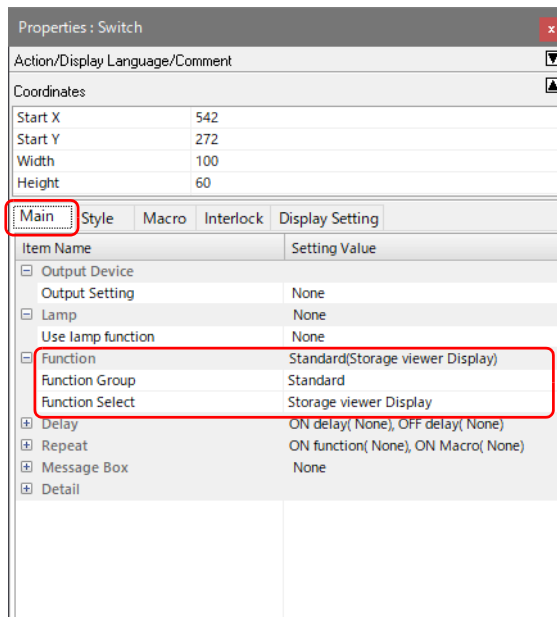 Properties : Switch x
Action/Display Language/Comment
Coordinates
Start X 542
Start Y 272
Width 100
Height 60
Main Style Macro Interlock Display Setting
Item Name Setting Value
Output Device
Output Setting None
Lamp None
Use lamp function None
Function Standard(Storage viewer Display)
Function Group Standard
Function Select Storage viewer Display
Delay ON delay( None), OFF delay( None)
Repeat ON function( None), ON Macro( None)
Message Box None
Detail